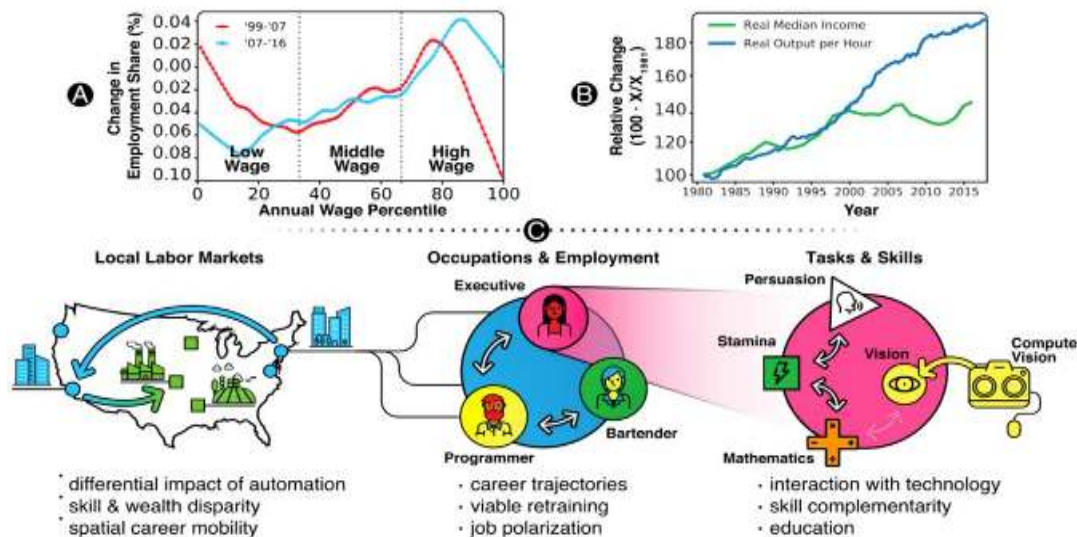 A
Change in
Employment Share (%)
0.04
0.02
0.00
0.02
0.04
0.06
0.08
0.10
'99-'07
'07-'16
Low
Wage
Middle
Wage
High
Wage
0 20 40 60 80 100
Annual Wage Percentile
B
Relative Change
(100 · X/X1981)
180
160
140
120
100
Real Median Income
Real Output per Hour
1980 1985 1990 1995 2000 2005 2010 2015
Year
C
Local Labor Markets
Occupations & Employment
Tasks & Skills
Executive
Programmer
Bartender
Persuasion
Stamina
Vision
Mathematics
Compute
Vision
· differential impact of automation
· skill & wealth disparity
· spatial career mobility
· career trajectories
· viable retraining
· job polarization
· interaction with technology
· skill complementarity
· education